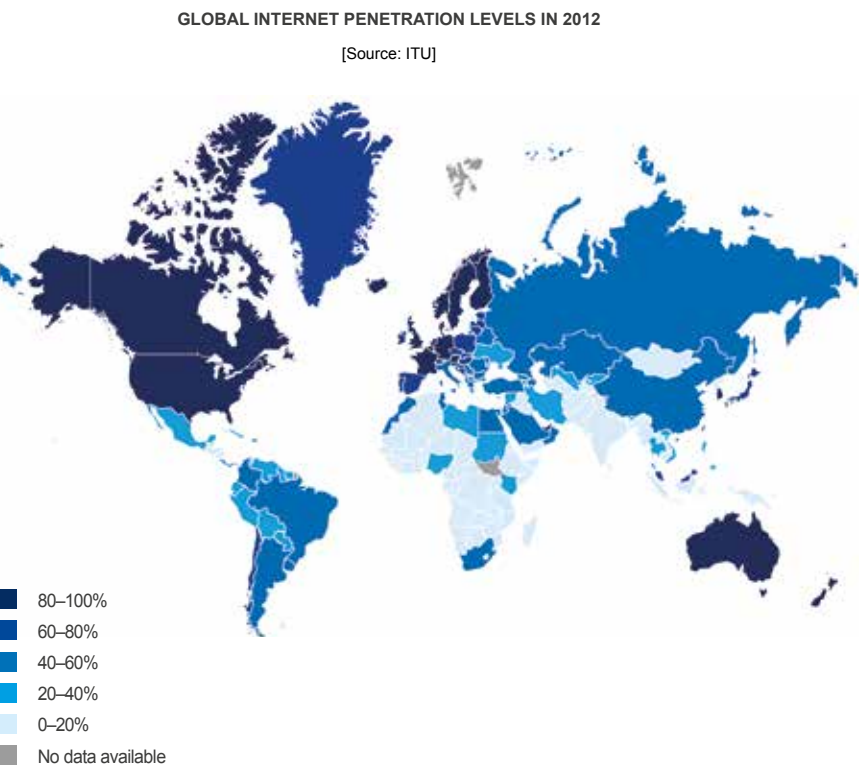 GLOBAL INTERNET PENETRATION LEVELS IN 2012
[Source: ITU]
80–100%
60–80%
40–60%
20–40%
0–20%
No data available